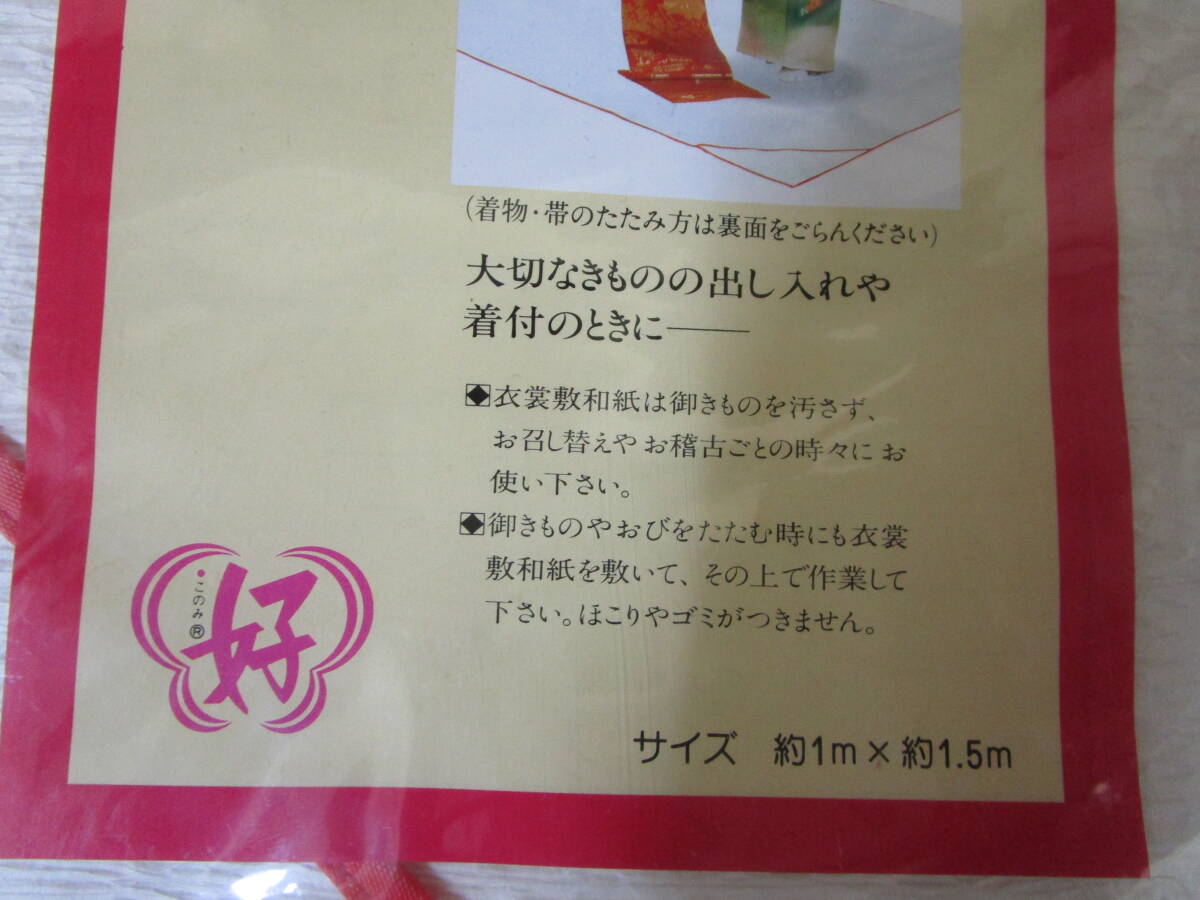 (着物・帯のたたみ方は裏面をごらんください)
大切なきものの出し入れや
着付のときに――
◆衣裳敷和紙は御きものを汚さず、
お召し替えやお稽古ごとの時々にお
使い下さい。
◆御きものやおびをたたむ時にも衣裳
敷和紙を敷いて、その上で作業して
下さい。ほこりやゴミがつきません。
・このみ®
好
サイズ 約1m×約1.5m